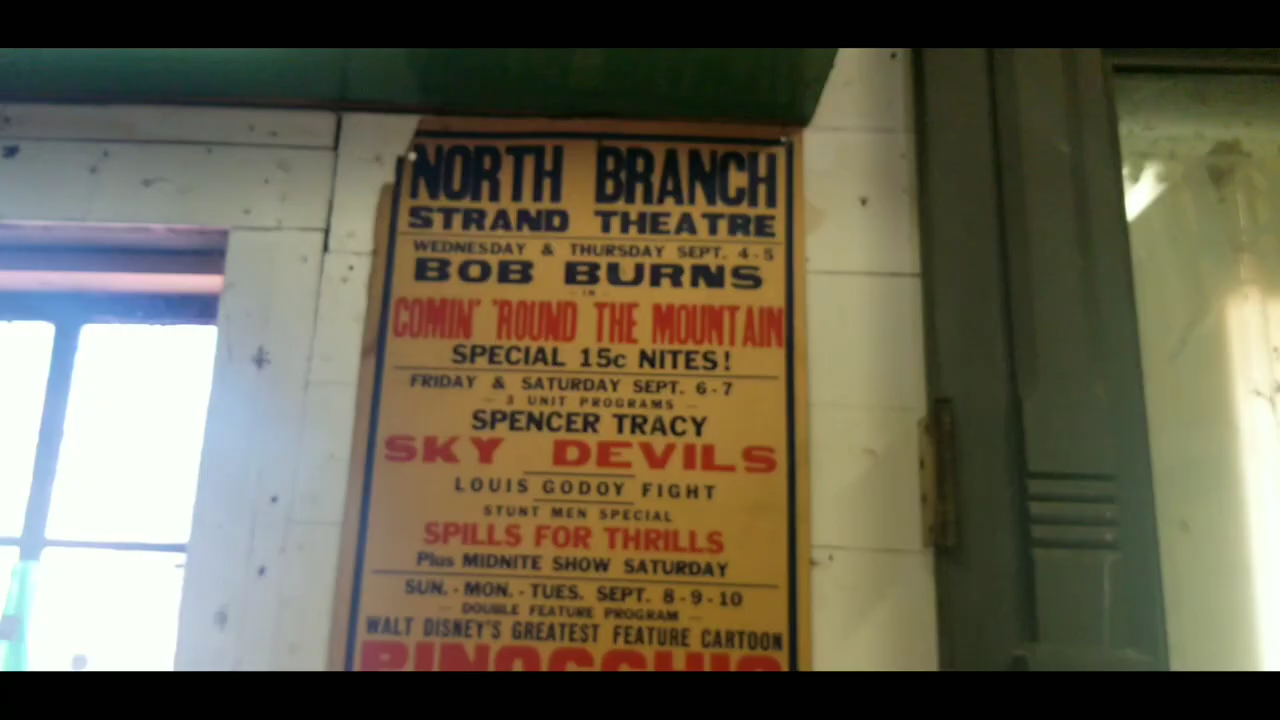 NORTH BRANCH
STRAND THEATRE
WEDNESDAY & THURSDAY SEPT. 4-5
BOB BURNS
- IN -
COMIN' 'ROUND THE MOUNTAIN
SPECIAL 15c NITES!
FRIDAY & SATURDAY SEPT. 6-7
- 3 UNIT PROGRAMS -
SPENCER TRACY
SKY DEVILS
LOUIS GODOY FIGHT
STUNT MEN SPECIAL
SPILLS FOR THRILLS
Plus MIDNITE SHOW SATURDAY
SUN. - MON. - TUES. SEPT. 8-9-10
- DOUBLE FEATURE PROGRAM -
WALT DISNEY'S GREATEST FEATURE CARTOON
PINOCCHIO